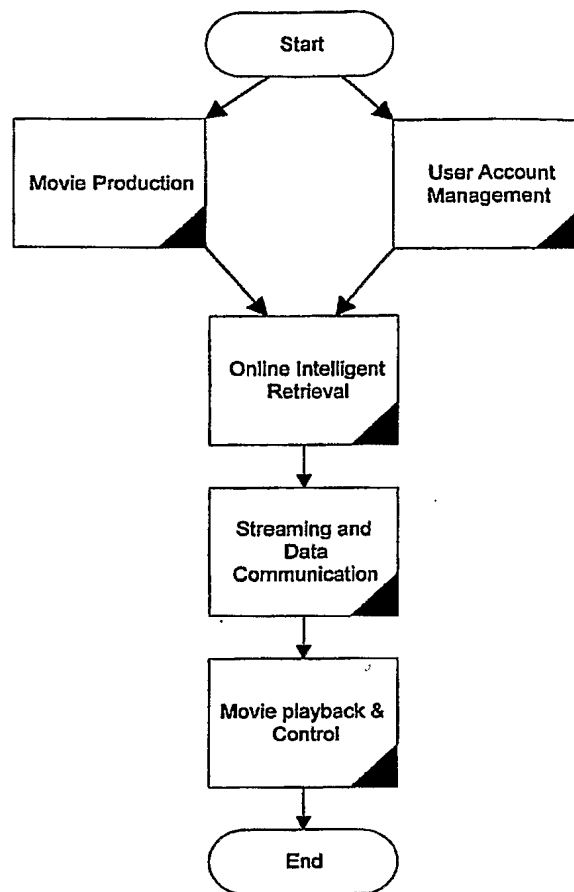 Start
Movie Production
User Account
Management
Online Intelligent
Retrieval
Streaming and
Data
Communication
Movie playback &
Control
End